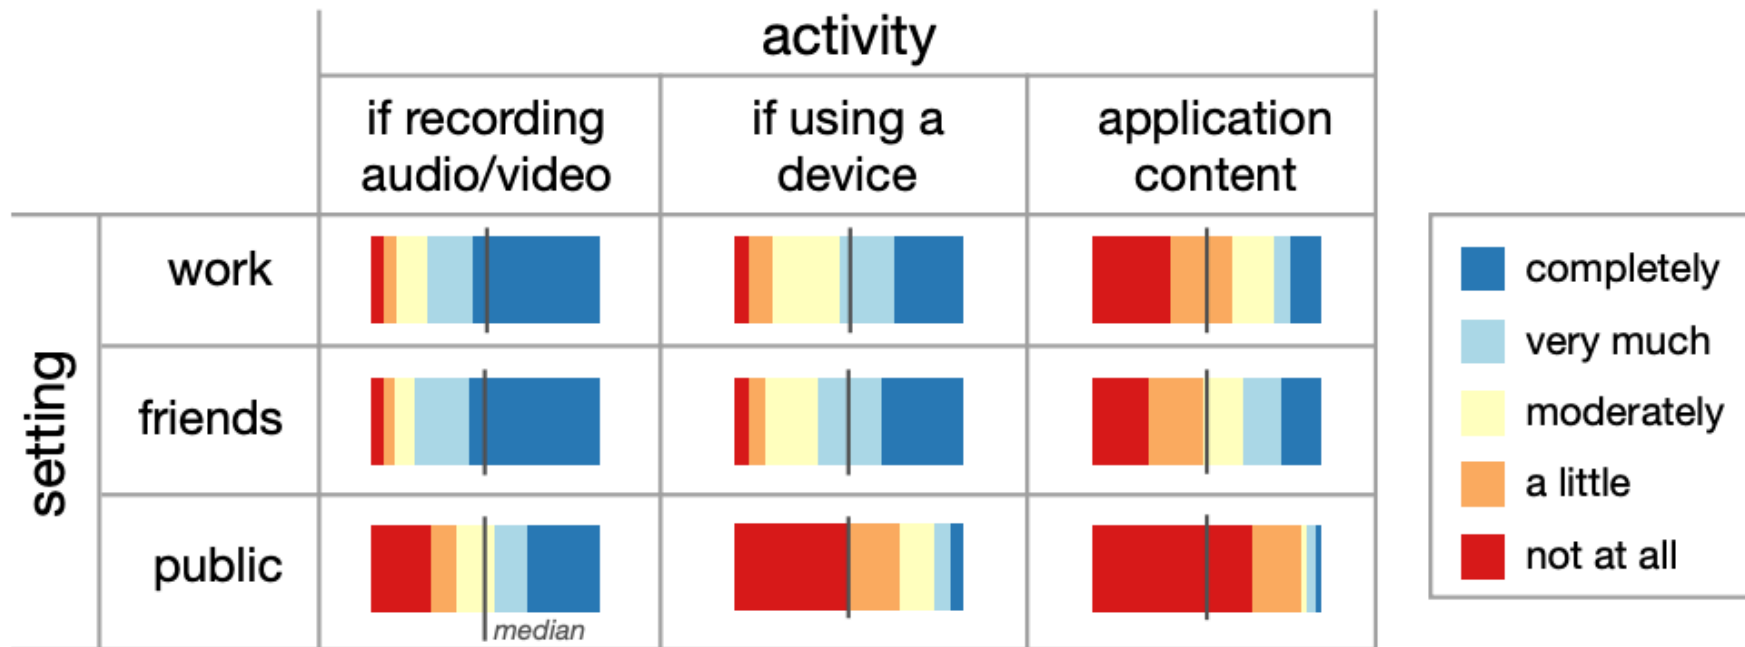 activity
if recording
audio/video
if using a
device
application
content
setting
work
friends
public
median
completely
very much
moderately
a little
not at all